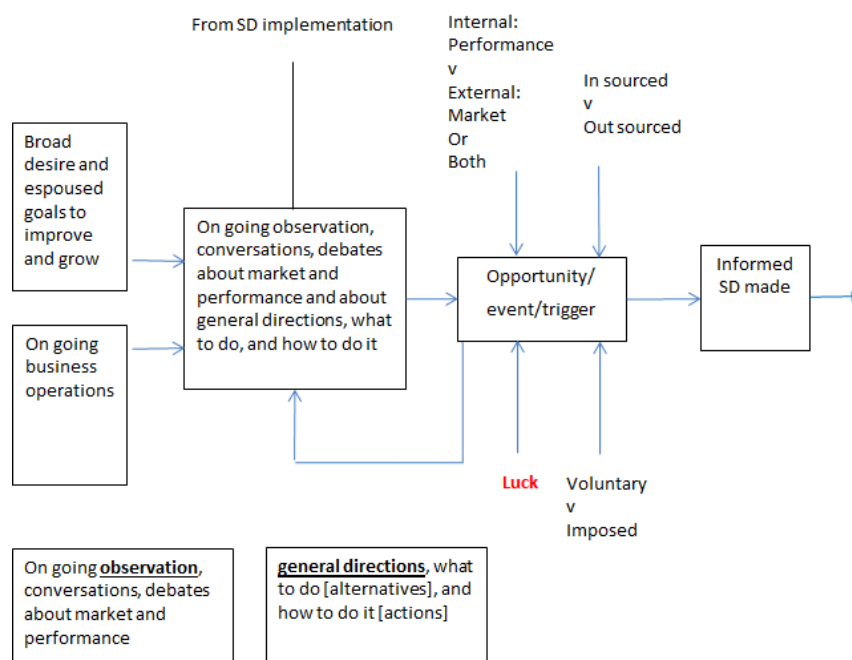 From SD implementation
Internal:
Performance
v
External:
Market
Or
Both
In sourced
v
Out sourced
Broad
desire and
espoused
goals to
improve
and grow
On going observation,
conversations, debates
about market and
performance and about
general directions, what
to do, and how to do it
Opportunity/
event/trigger
Informed
SD made
On going
business
operations
Luck
Voluntary
v
Imposed
On going observation,
conversations, debates
about market and
performance
general directions, what
to do [alternatives], and
how to do it [actions]